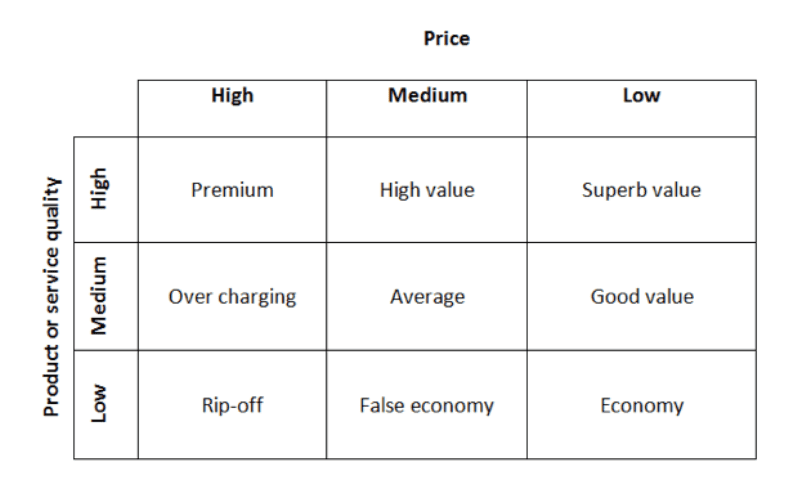 Price
High Medium Low
Product or service quality
High Premium High value Superb value
Medium Over charging Average Good value
Low Rip-off False economy Economy